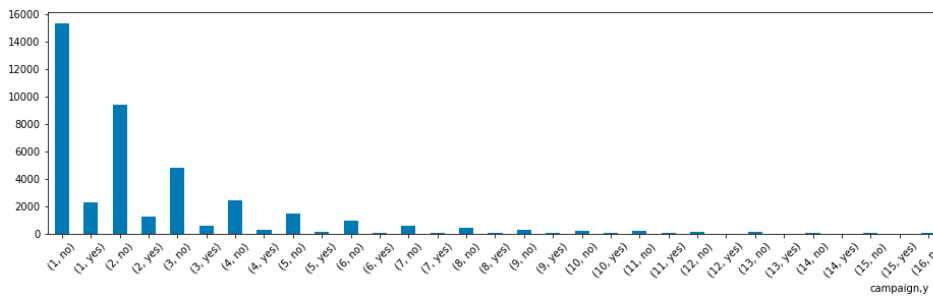 16000
14000
12000
10000
8000
6000
4000
2000
0
(1, no)
(1, yes)
(2, no)
(2, yes)
(3, no)
(3, yes)
(4, no)
(4, yes)
(5, no)
(5, yes)
(6, no)
(6, yes)
(7, no)
(7, yes)
(8, no)
(8, yes)
(9, no)
(9, yes)
(10, no)
(10, yes)
(11, no)
(11, yes)
(12, no)
(12, yes)
(13, no)
(13, yes)
(14, no)
(14, yes)
(15, no)
(15, yes)
(16,
campaign,y